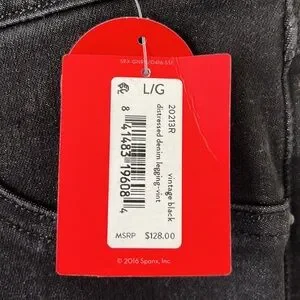 L/G
20213R
vintage black
distressed denim legging-vint
8 41483 19608 4
MSRP $128.00
© 2016 Spanx, Inc.